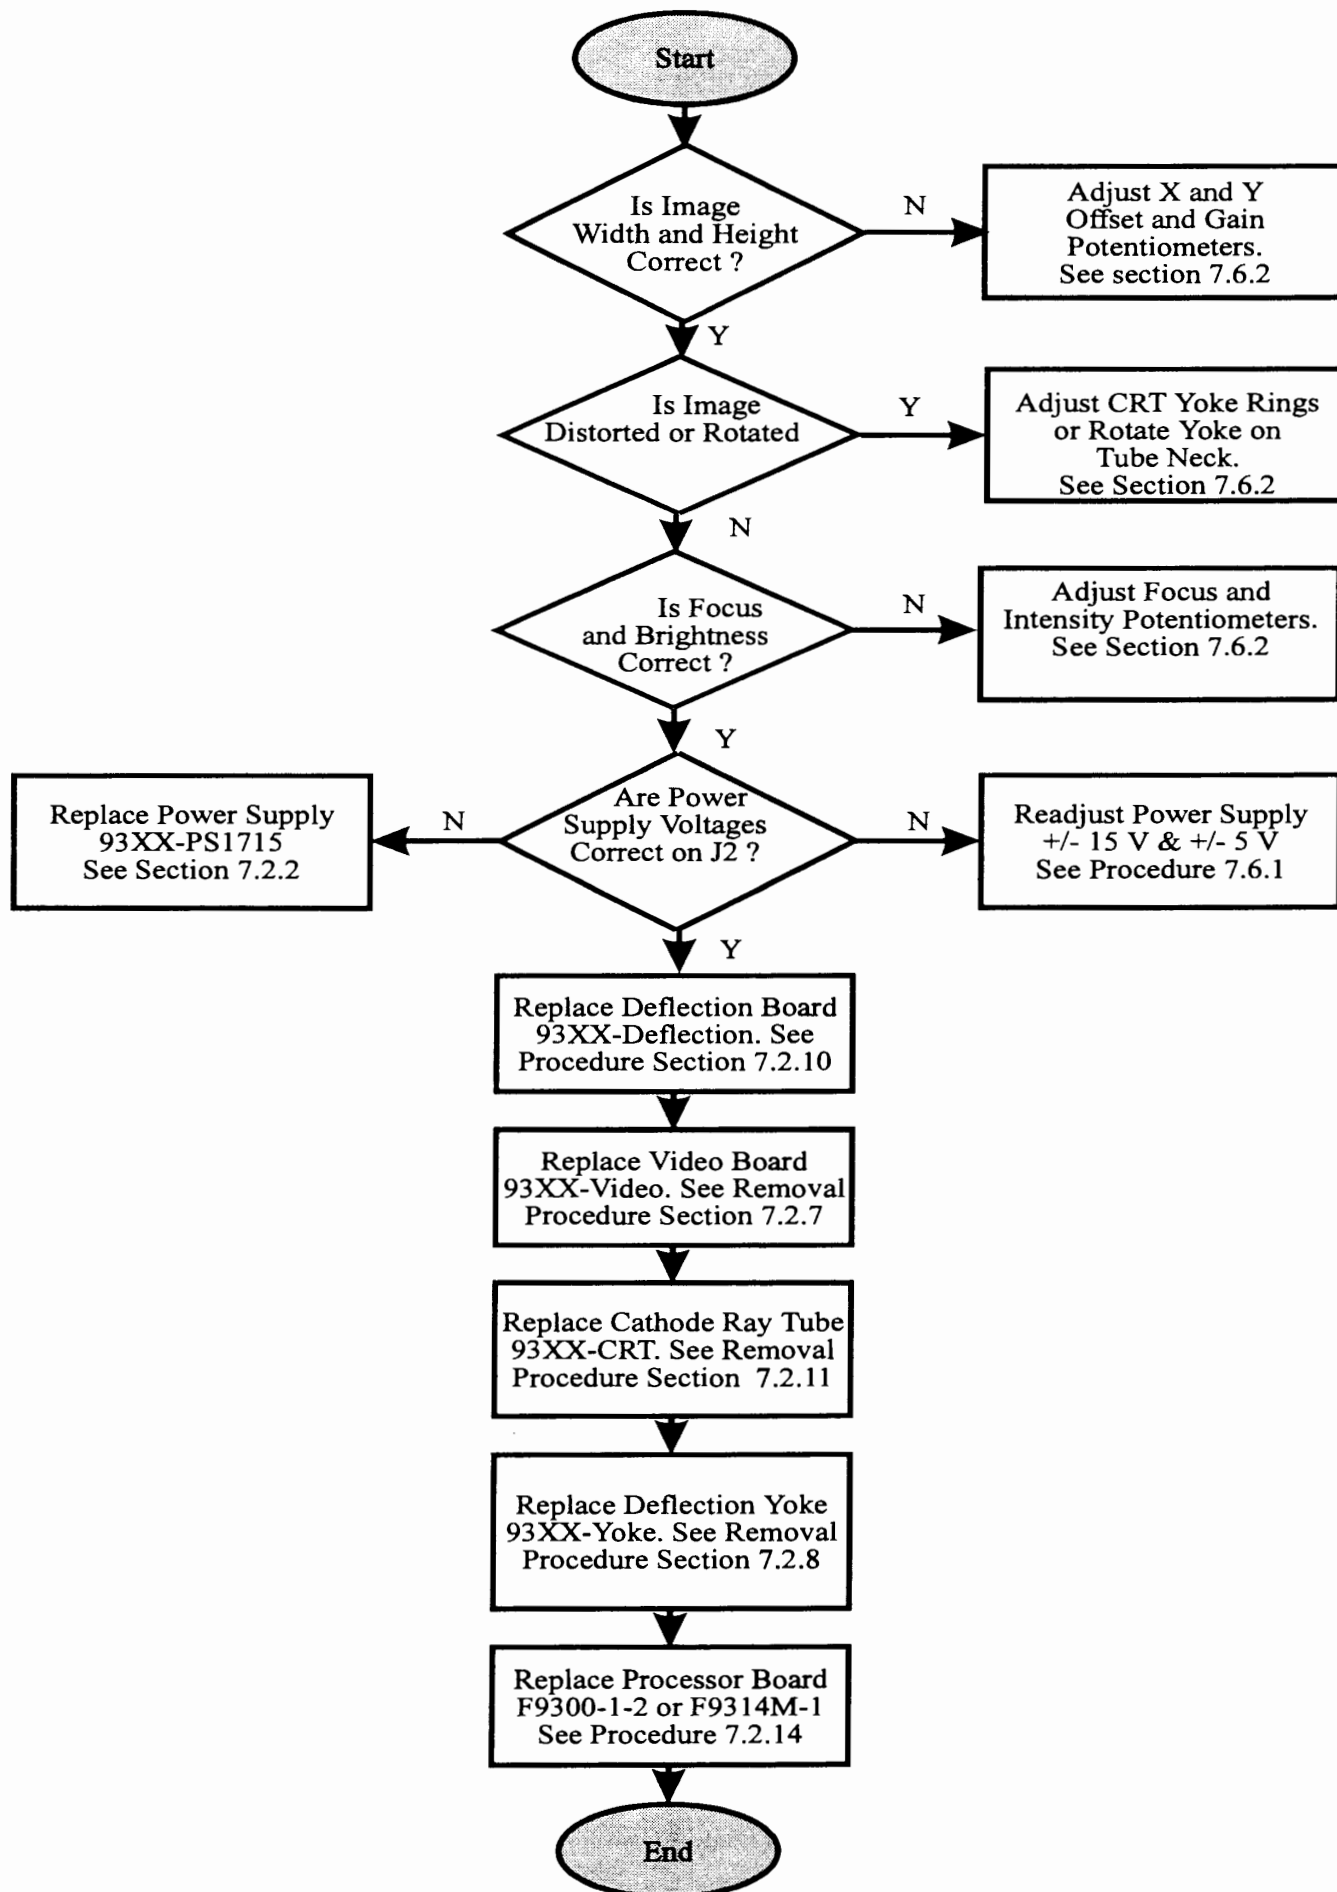 Start
Is Image
Width and Height
Correct ?
N
Adjust X and Y
Offset and Gain
Potentiometers.
See section 7.6.2
Y
Is Image
Distorted or Rotated
Y
Adjust CRT Yoke Rings
or Rotate Yoke on
Tube Neck.
See Section 7.6.2
N
Is Focus
and Brightness
Correct ?
N
Adjust Focus and
Intensity Potentiometers.
See Section 7.6.2
Y
Replace Power Supply
93XX-PS1715
See Section 7.2.2
N
Are Power
Supply Voltages
Correct on J2 ?
N
Readjust Power Supply
+/- 15 V & +/- 5 V
See Procedure 7.6.1
Y
Replace Deflection Board
93XX-Deflection. See
Procedure Section 7.2.10
Replace Video Board
93XX-Video. See Removal
Procedure Section 7.2.7
Replace Cathode Ray Tube
93XX-CRT. See Removal
Procedure Section 7.2.11
Replace Deflection Yoke
93XX-Yoke. See Removal
Procedure Section 7.2.8
Replace Processor Board
F9300-1-2 or F9314M-1
See Procedure 7.2.14
End